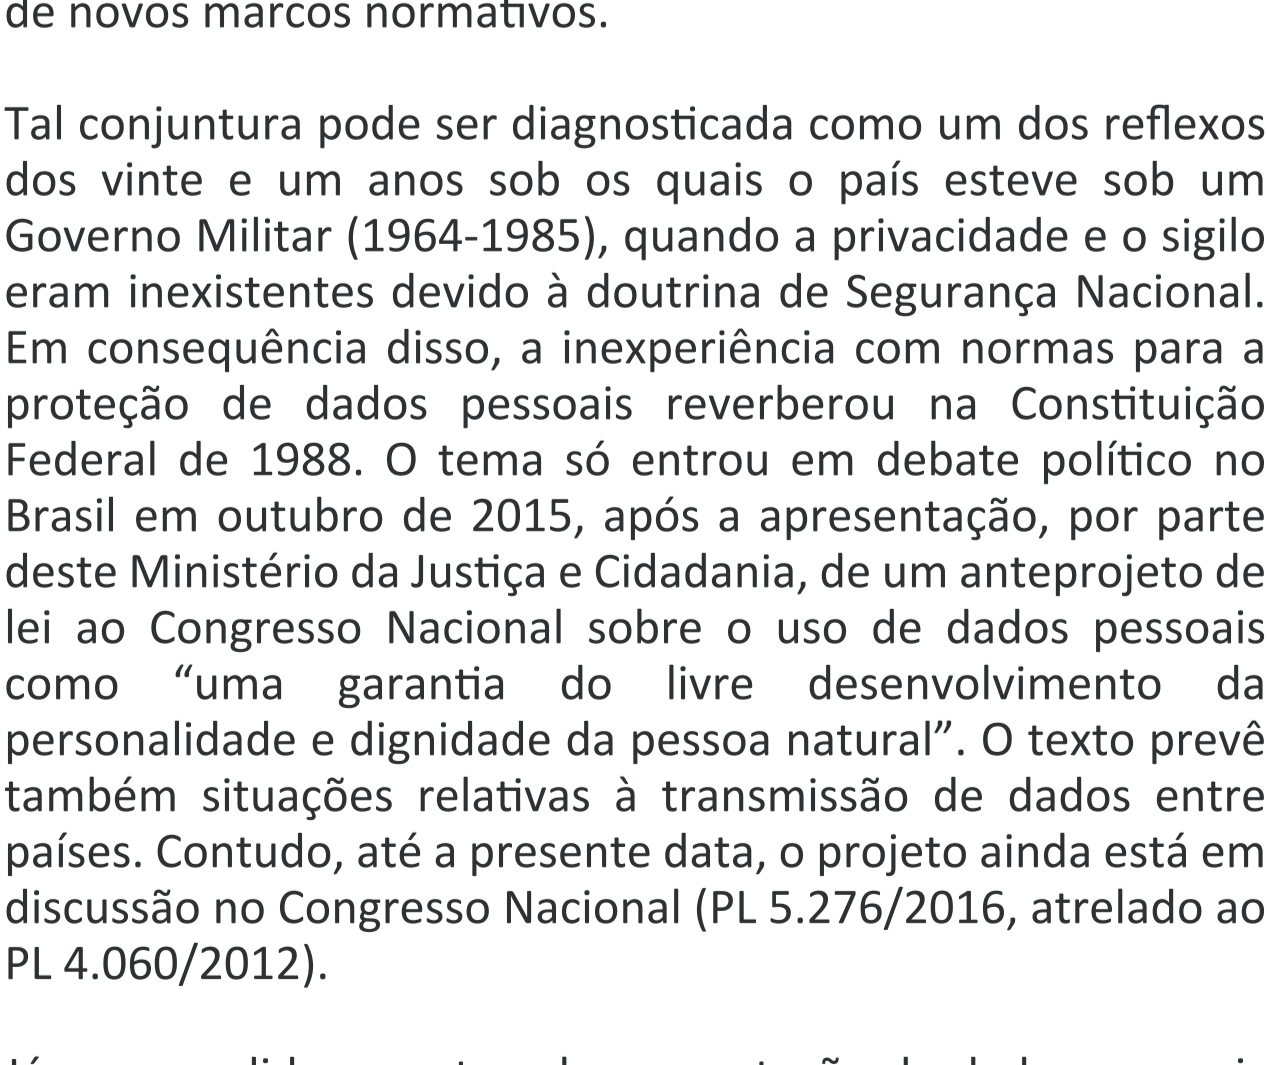 de novos marcos normativos.
Tal conjuntura pode ser diagnosticada como um dos reflexos
dos vinte e um anos sob os quais o país esteve sob um
Governo Militar (1964-1985), quando a privacidade e o sigilo
eram inexistentes devido à doutrina de Segurança Nacional.
Em consequência disso, a inexperiência com normas para a
proteção de dados pessoais reverberou na Constituição
Federal de 1988. O tema só entrou em debate político no
Brasil em outubro de 2015, após a apresentação, por parte
deste Ministério da Justiça e Cidadania, de um anteprojeto de
lei ao Congresso Nacional sobre o uso de dados pessoais
como “uma garantia do livre desenvolvimento da
personalidade e dignidade da pessoa natural”. O texto prevê
também situações relativas à transmissão de dados entre
países. Contudo, até a presente data, o projeto ainda está em
discussão no Congresso Nacional (PL 5.276/2016, atrelado ao
PL 4.060/2012).